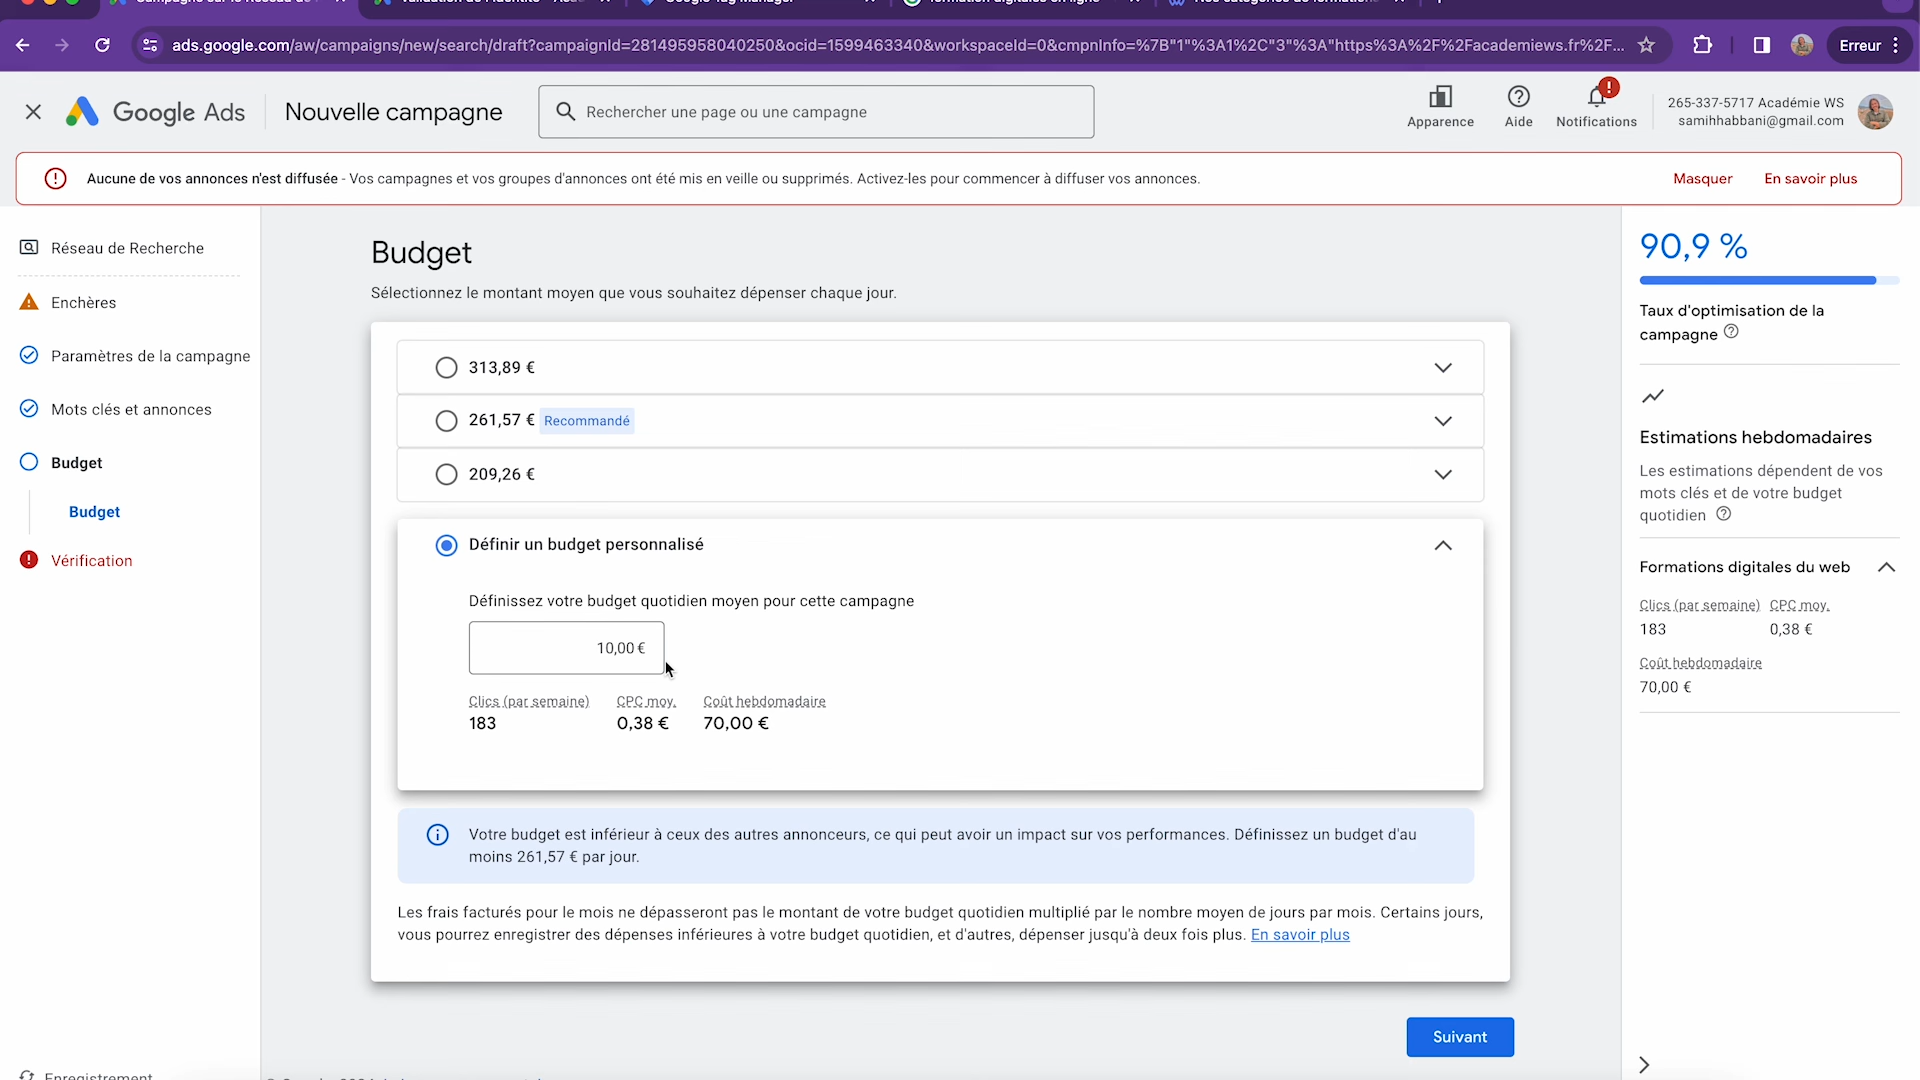 Google Tag Manager
ads.google.com/aw/campaigns/new/search/draft?campaignId=281495958040250&ocid=1599463340&workspaceId=0&cmpnInfo=%7B"1"%3A1%2C"3"%3A"https%3A%2F%2Facademiews.fr%2F...
Erreur
Google Ads
Nouvelle campagne
Rechercher une page ou une campagne
Apparence
Aide
Notifications
265-337-5717 Académie WS
samihhabbani@gmail.com
Aucune de vos annonces n'est diffusée - Vos campagnes et vos groupes d'annonces ont été mis en veille ou supprimés. Activez-les pour commencer à diffuser vos annonces.
Masquer
En savoir plus
Réseau de Recherche
Enchères
Paramètres de la campagne
Mots clés et annonces
Budget
Budget
Vérification
Enregistrement
Budget
Sélectionnez le montant moyen que vous souhaitez dépenser chaque jour.
313,89 €
261,57 € Recommandé
209,26 €
Définir un budget personnalisé
Définissez votre budget quotidien moyen pour cette campagne
10,00 €
Clics (par semaine) CPC moy. Coût hebdomadaire
183 0,38 € 70,00 €
Votre budget est inférieur à ceux des autres annonceurs, ce qui peut avoir un impact sur vos performances. Définissez un budget d'au
moins 261,57 € par jour.
Les frais facturés pour le mois ne dépasseront pas le montant de votre budget quotidien multiplié par le nombre moyen de jours par mois. Certains jours,
vous pourrez enregistrer des dépenses inférieures à votre budget quotidien, et d'autres, dépenser jusqu'à deux fois plus. En savoir plus
Suivant
90,9 %
Taux d'optimisation de la
campagne
Estimations hebdomadaires
Les estimations dépendent de vos
mots clés et de votre budget
quotidien
Formations digitales du web
Clics (par semaine) CPC moy.
183 0,38 €
Coût hebdomadaire
70,00 €